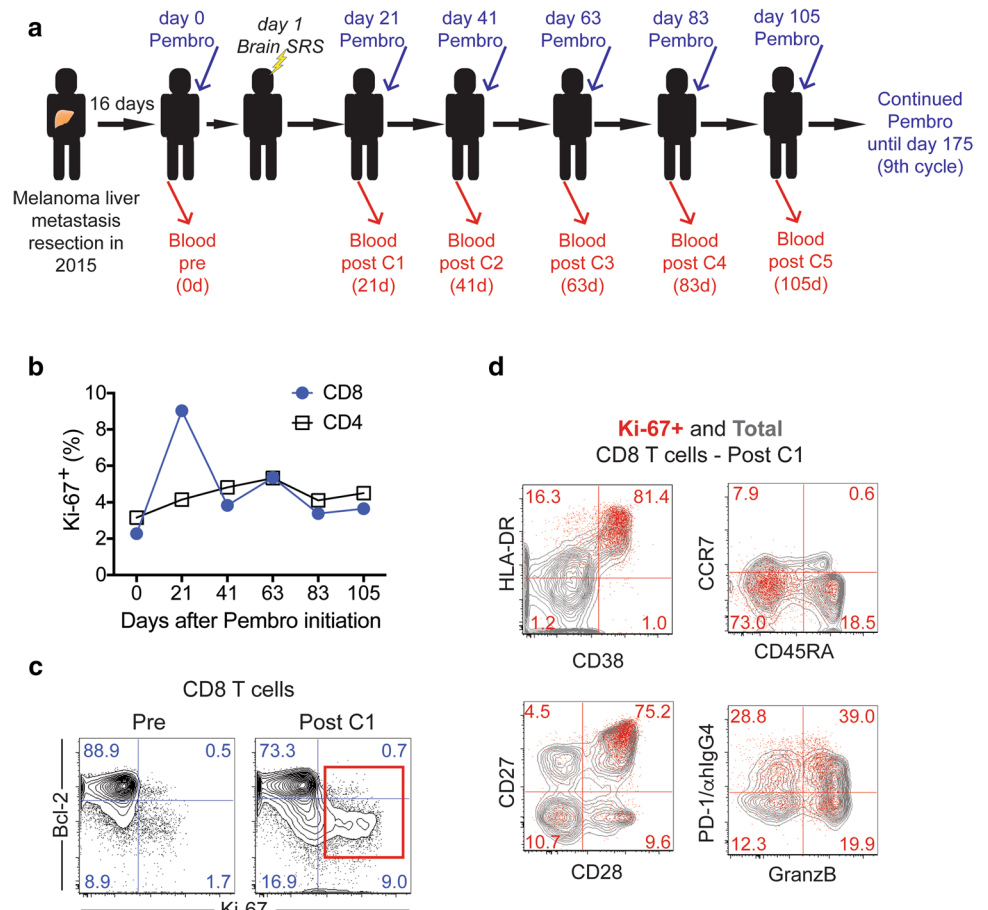 a
day 0
Pembro
day 1
Brain SRS
day 21
Pembro
day 41
Pembro
day 63
Pembro
day 83
Pembro
day 105
Pembro
16 days
Continued
Pembro
until day 175
(9th cycle)
Melanoma liver
metastasis
resection in
2015
Blood
pre
(0d)
Blood
post C1
(21d)
Blood
post C2
(41d)
Blood
post C3
(63d)
Blood
post C4
(83d)
Blood
post C5
(105d)
b
10
8
6
4
2
0
Ki-67+ (%)
CD8
CD4
0 21 41 63 83 105
Days after Pembro initiation
c
CD8 T cells
Pre
Post C1
88.9 0.5
8.9 1.7
73.3 0.7
16.9 9.0
Bcl-2
Ki-67
d
Ki-67+ and Total
CD8 T cells - Post C1
16.3 81.4
1.2 1.0
HLA-DR
CD38
7.9 0.6
73.0 18.5
CCR7
CD45RA
4.5 75.2
10.7 9.6
CD27
CD28
28.8 39.0
12.3 19.9
PD-1/αhIgG4
GranzB